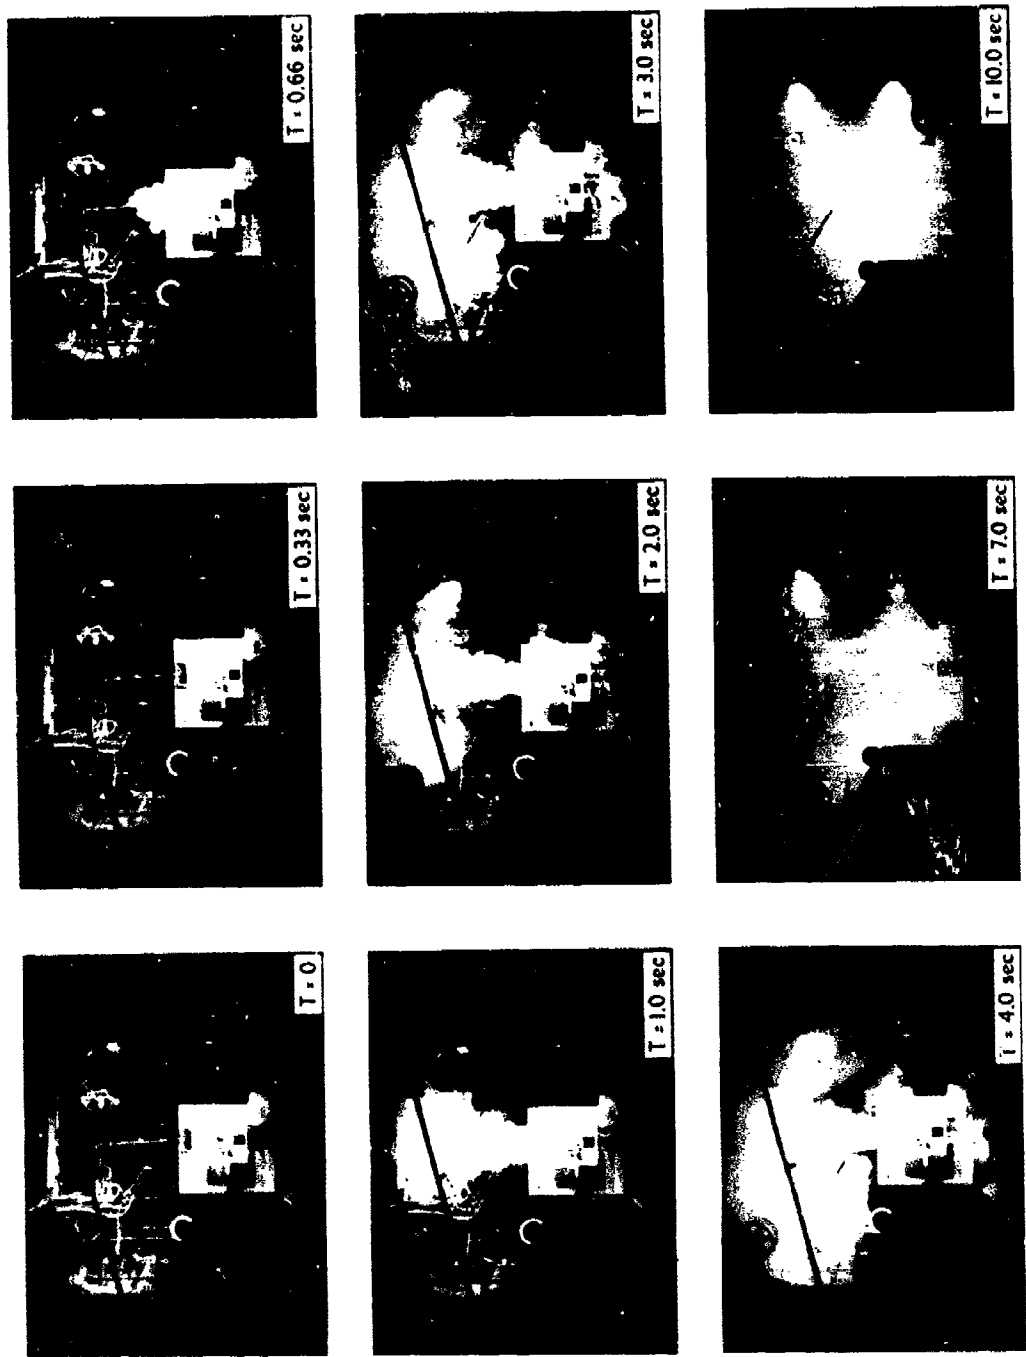 T = 0
T = 0.33 sec
T = 0.66 sec
T = 1.0 sec
T = 2.0 sec
T = 3.0 sec
T = 4.0 sec
T = 7.0 sec
T = 10.0 sec